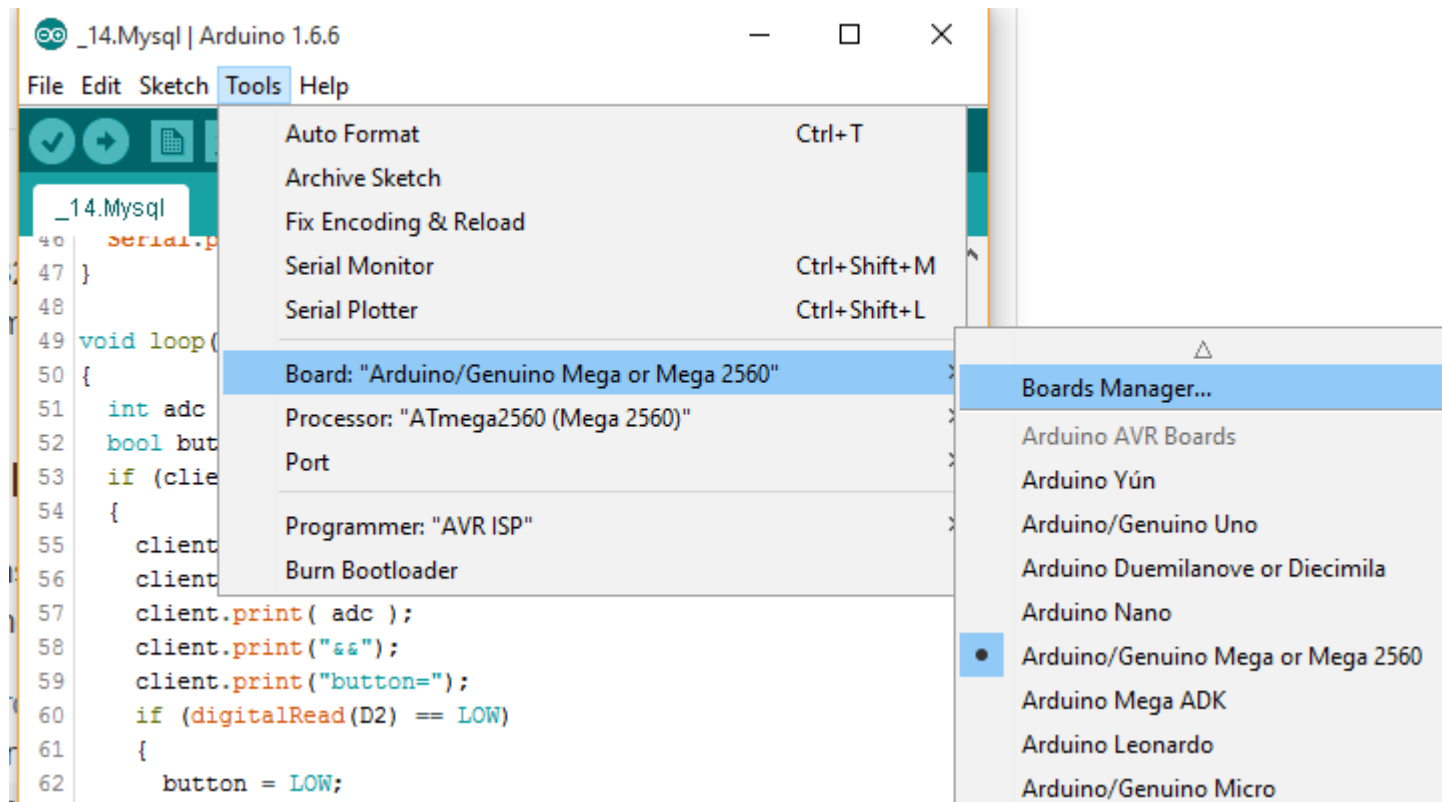 _14.Mysql | Arduino 1.6.6
File Edit Sketch Tools Help
_14.Mysql
Auto Format Ctrl+T
Archive Sketch
Fix Encoding & Reload
Serial Monitor Ctrl+Shift+M
Serial Plotter Ctrl+Shift+L
Board: "Arduino/Genuino Mega or Mega 2560"
Processor: "ATmega2560 (Mega 2560)"
Port
Programmer: "AVR ISP"
Burn Bootloader
Boards Manager...
Arduino AVR Boards
Arduino Yún
Arduino/Genuino Uno
Arduino Duemilanove or Diecimila
Arduino Nano
Arduino/Genuino Mega or Mega 2560
Arduino Mega ADK
Arduino Leonardo
Arduino/Genuino Micro
46 Serial.p
47 }
48
49 void loop(
50 {
51 int adc
52 bool but
53 if (clie
54 {
55 client
56 client
57 client.print( adc );
58 client.print("&&");
59 client.print("button=");
60 if (digitalRead(D2) == LOW)
61 {
62 button = LOW;